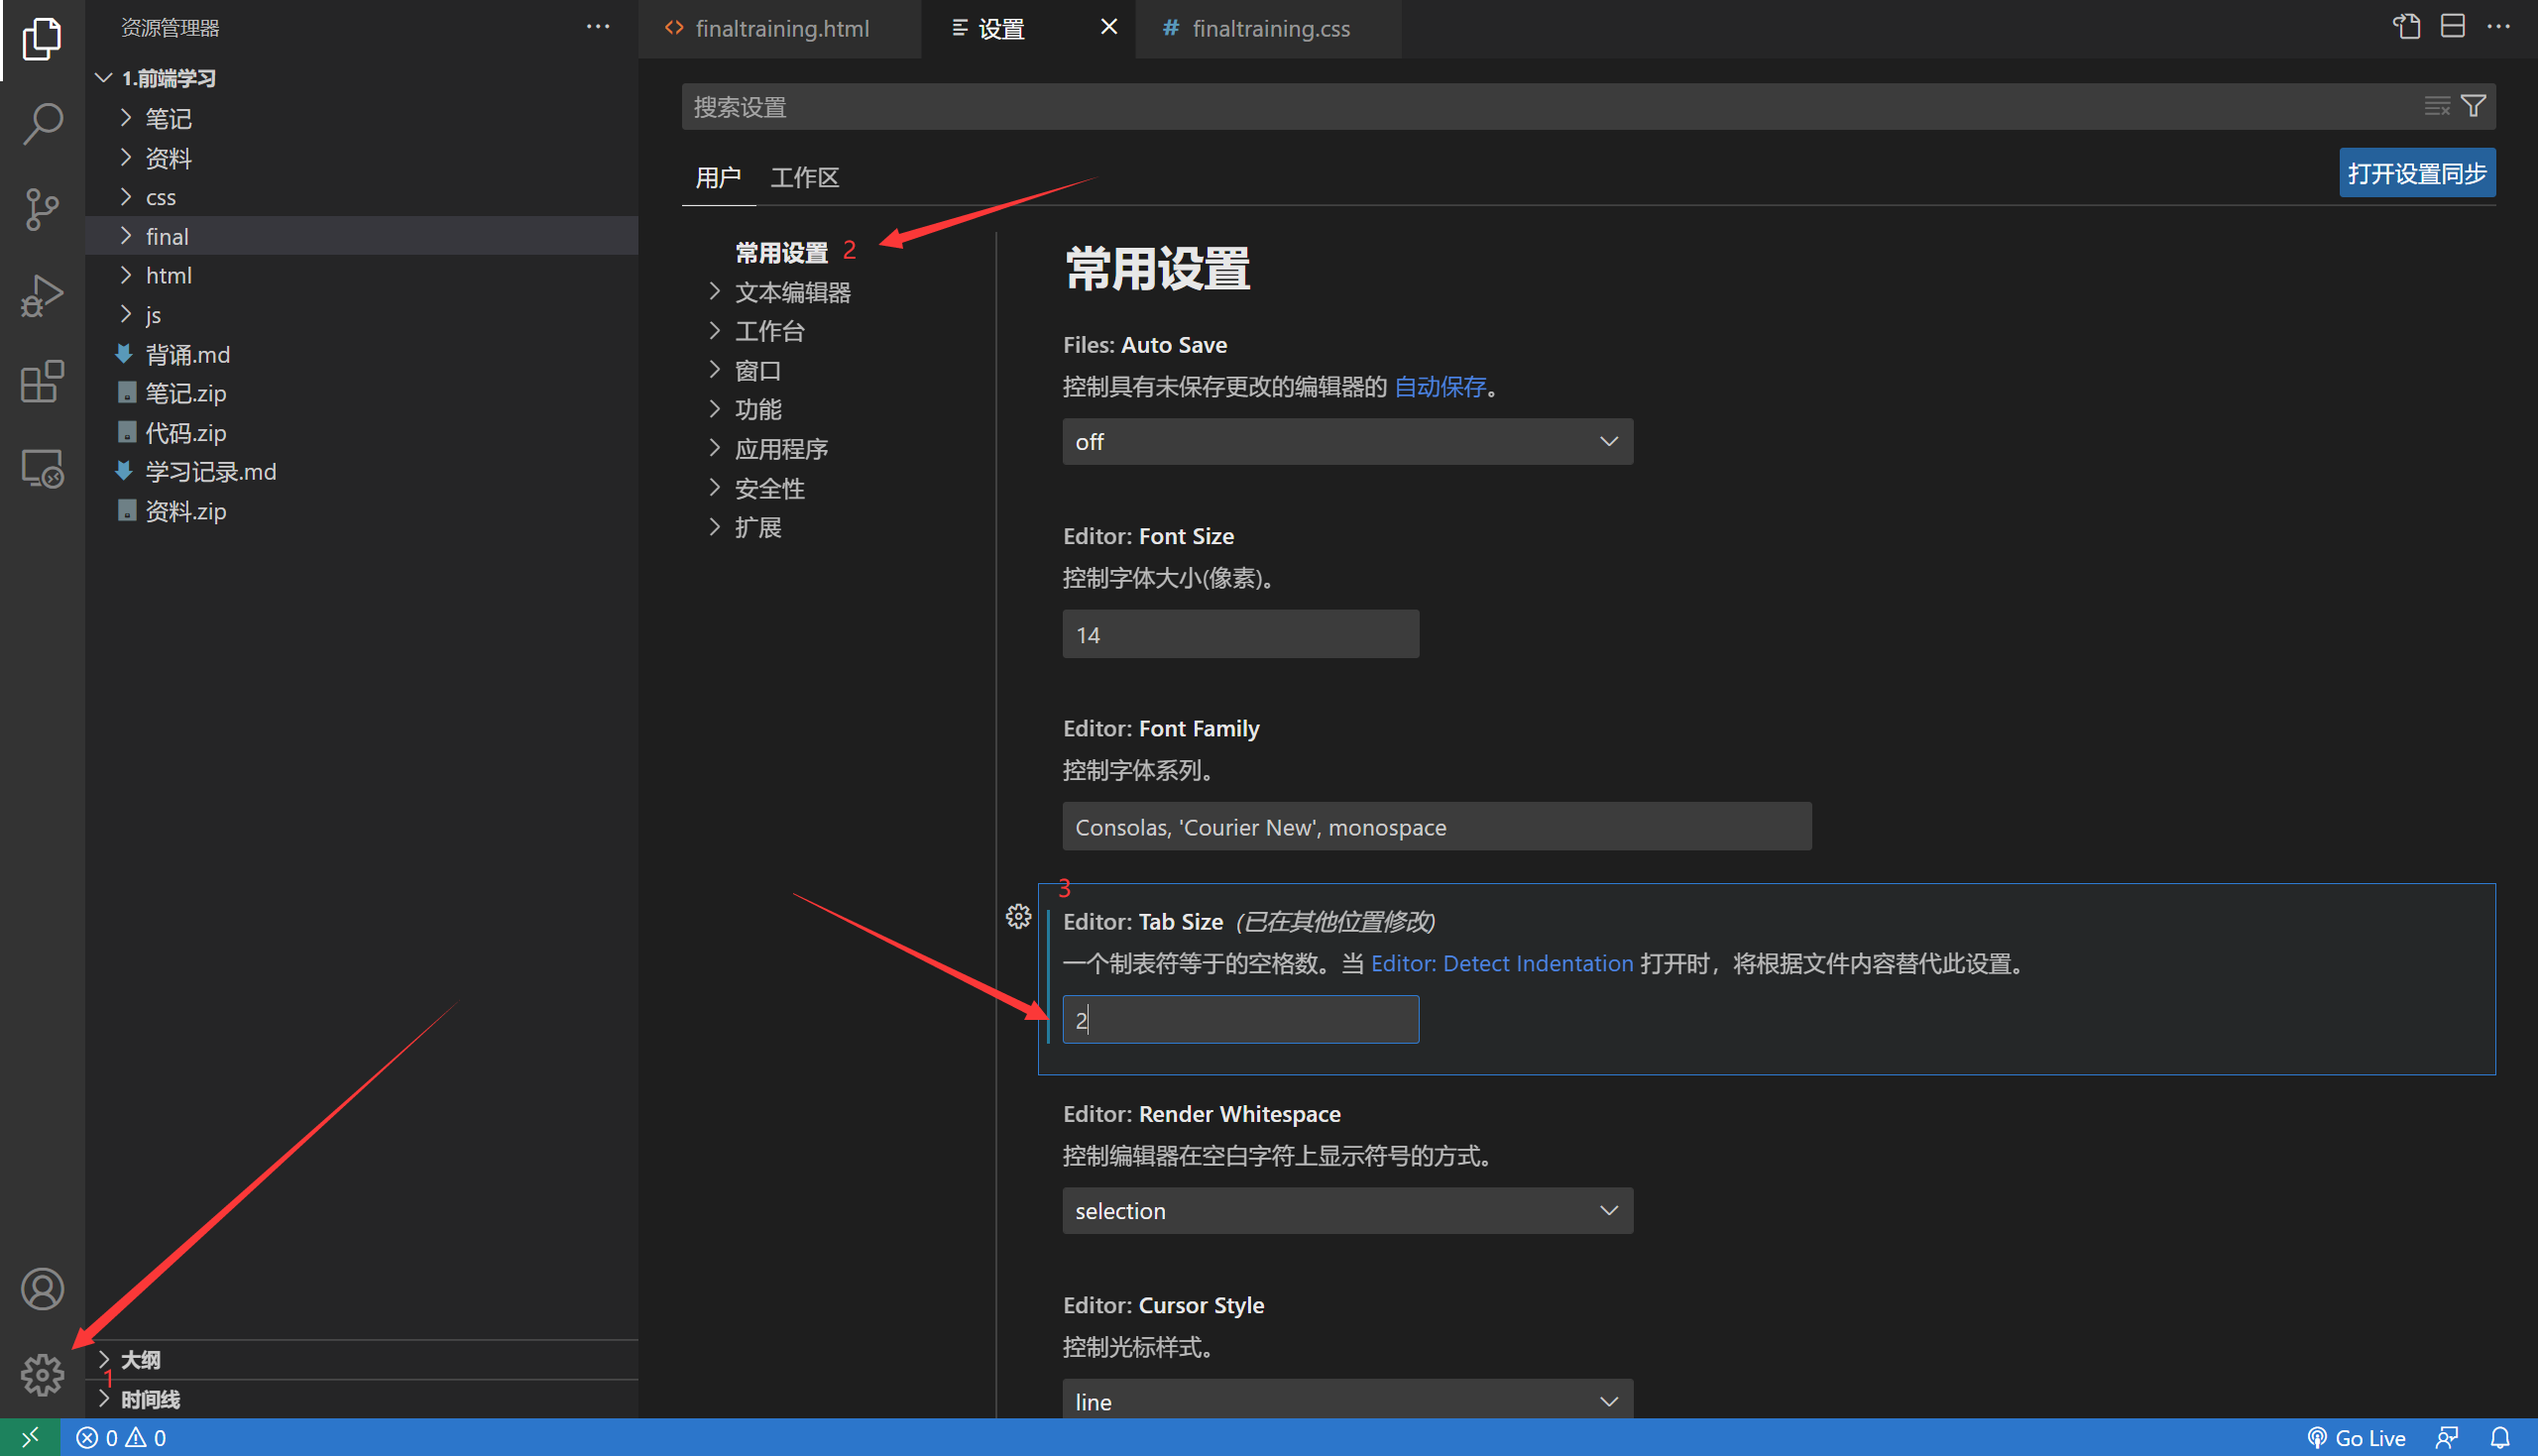 资源管理器
finaltraining.html
设置
finaltraining.css
1.前端学习
笔记
资料
css
final
html
js
背诵.md
笔记.zip
代码.zip
学习记录.md
资料.zip
大纲
1
时间线
搜索设置
用户 工作区
打开设置同步
常用设置 2
文本编辑器
工作台
窗口
功能
应用程序
安全性
扩展
常用设置
Files: Auto Save
控制具有未保存更改的编辑器的 自动保存。
off
Editor: Font Size
控制字体大小(像素)。
14
Editor: Font Family
控制字体系列。
Consolas, 'Courier New', monospace
3
Editor: Tab Size (已在其他位置修改)
一个制表符等于的空格数。当 Editor: Detect Indentation 打开时，将根据文件内容替代此设置。
2
Editor: Render Whitespace
控制编辑器在空白字符上显示符号的方式。
selection
Editor: Cursor Style
控制光标样式。
line
0 0
Go Live